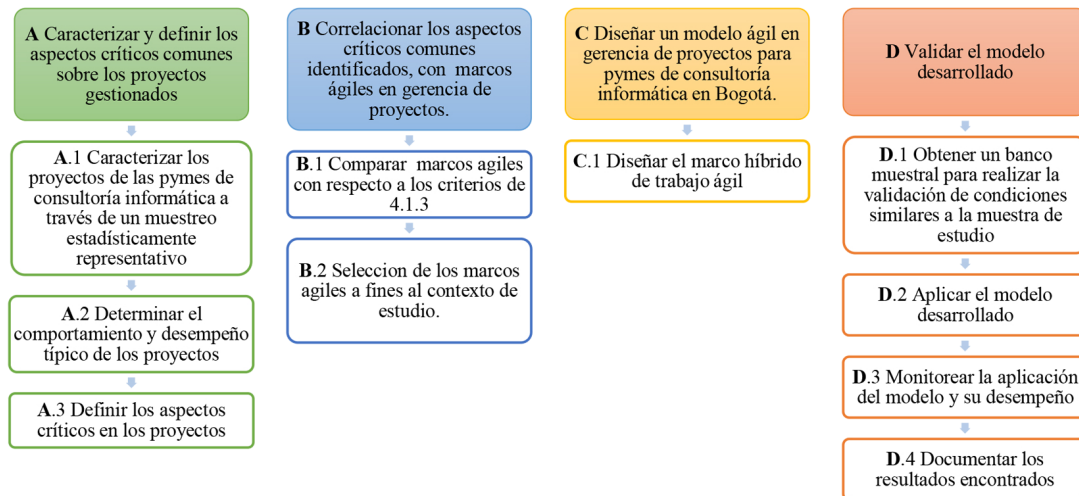 A Caracterizar y definir los
aspectos críticos comunes
sobre los proyectos
gestionados
A.1 Caracterizar los
proyectos de las pymes de
consultoría informática a
través de un muestreo
estadísticamente
representativo
A.2 Determinar el
comportamiento y desempeño
típico de los proyectos
A.3 Definir los aspectos
críticos en los proyectos
B Correlacionar los aspectos
críticos comunes
identificados, con marcos
ágiles en gerencia de
proyectos.
B.1 Comparar marcos agiles
con respecto a los criterios de
4.1.3
B.2 Seleccion de los marcos
agiles a fines al contexto de
estudio.
C Diseñar un modelo ágil en
gerencia de proyectos para
pymes de consultoría
informática en Bogotá.
C.1 Diseñar el marco híbrido
de trabajo ágil
D Validar el modelo
desarrollado
D.1 Obtener un banco
muestral para realizar la
validación de condiciones
similares a la muestra de
estudio
D.2 Aplicar el modelo
desarrollado
D.3 Monitorear la aplicación
del modelo y su desempeño
D.4 Documentar los
resultados encontrados